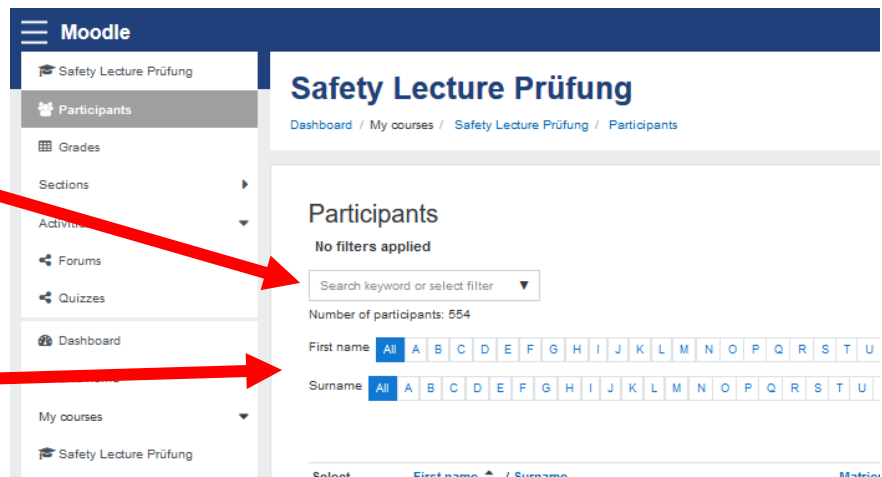 Moodle
Safety Lecture Prüfung
Participants
Grades
Sections
Forums
Quizzes
Dashboard
My courses
Safety Lecture Prüfung
Safety Lecture Prüfung
Dashboard / My courses / Safety Lecture Prüfung / Participants
Participants
No filters applied
Search keyword or select filter
Number of participants: 554
First name All A B C D E F G H I J K L M N O P Q R S T U
Surname All A B C D E F G H I J K L M N O P Q R S T U
Select First name / Surname